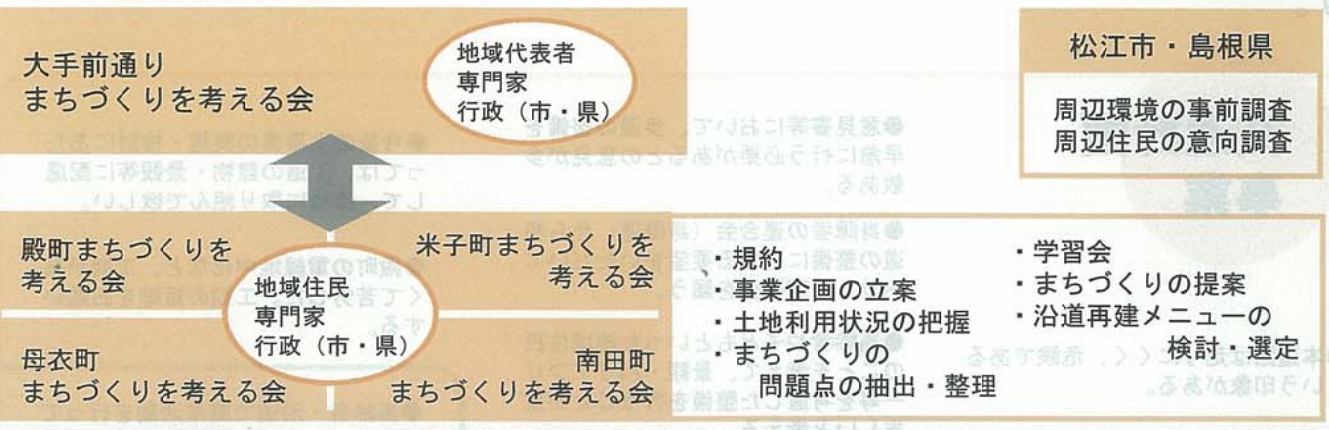 大手前通り
まちづくりを考える会
地域代表者
専門家
行政（市・県）
松江市・島根県
周辺環境の事前調査
周辺住民の意向調査
殿町まちづくりを
考える会
米子町まちづくりを
考える会
地域住民
専門家
行政（市・県）
母衣町
まちづくりを考える会
南田町
まちづくりを考える会
・規約
・事業企画の立案
・土地利用状況の把握
・まちづくりの
問題点の抽出・整理
・学習会
・まちづくりの提案
・沿道再建メニューの
検討・選定